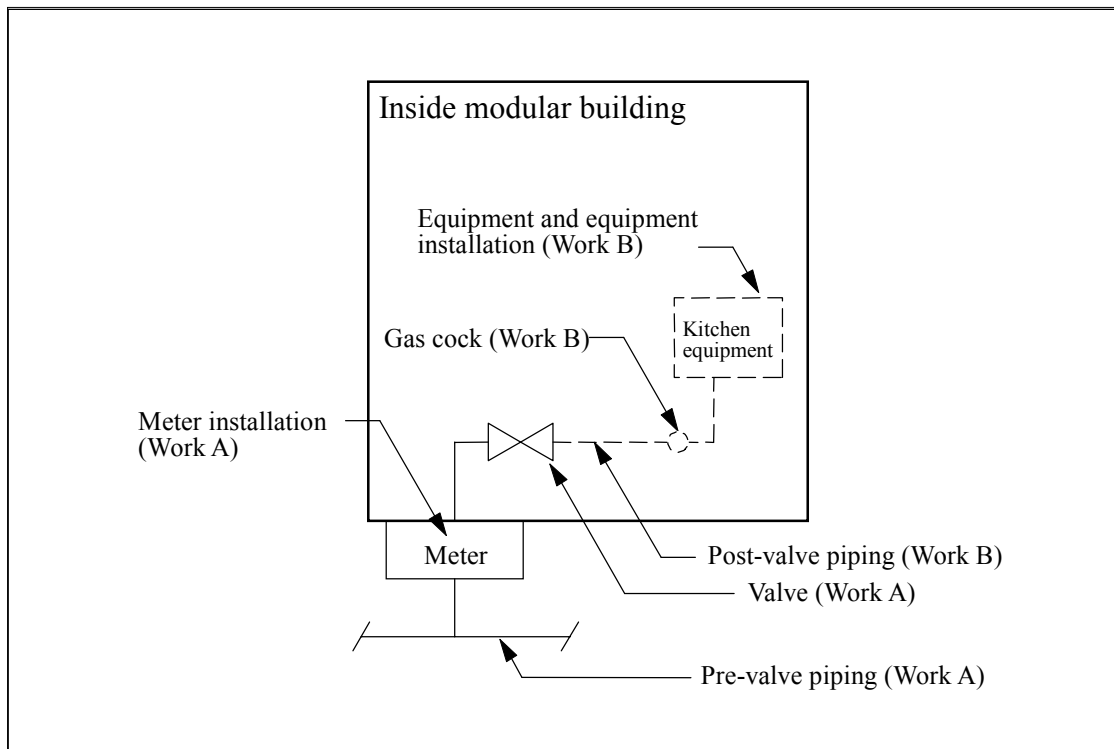 Inside modular building
Equipment and equipment
installation (Work B)
Kitchen
equipment
Gas cock (Work B)
Meter installation
(Work A)
Meter
Post-valve piping (Work B)
Valve (Work A)
Pre-valve piping (Work A)